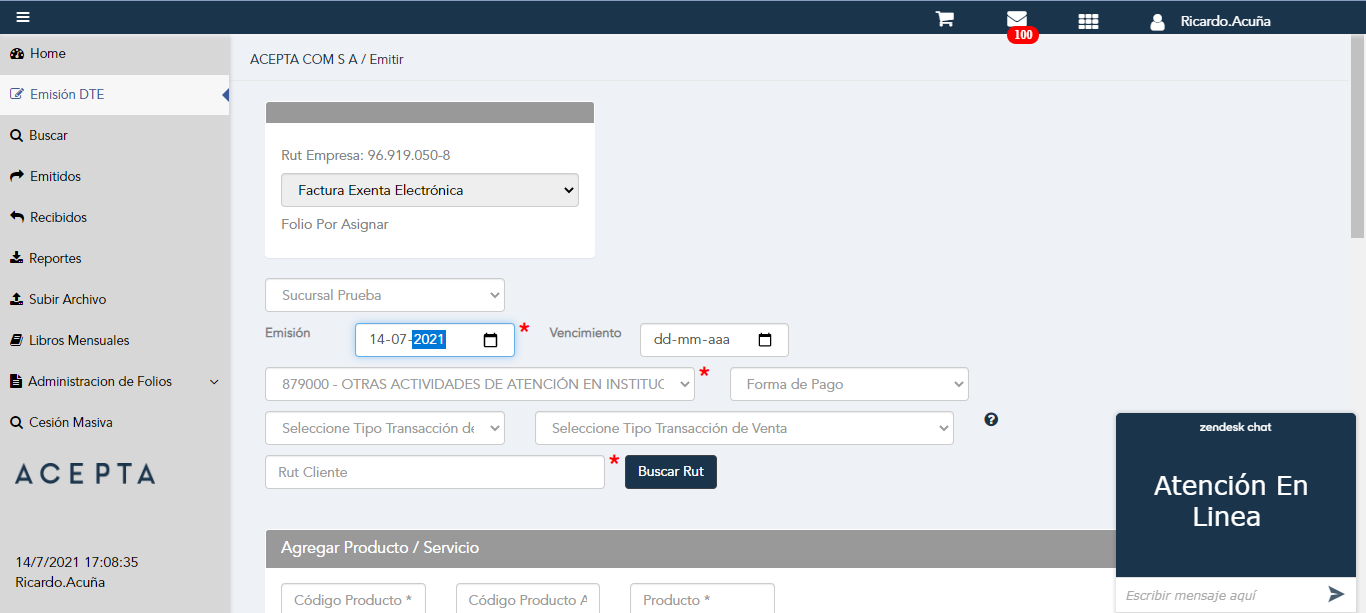 Ricardo.Acuña
100
Home
Emisión DTE
Buscar
Emitidos
Recibidos
Reportes
Subir Archivo
Libros Mensuales
Administracion de Folios
Cesión Masiva
ACEPTA
14/7/2021 17:08:35
Ricardo.Acuña
ACEPTA COM S A / Emitir
Rut Empresa: 96.919.050-8
Factura Exenta Electrónica
Folio Por Asignar
Sucursal Prueba
Emisión 14-07-2021 * Vencimiento dd-mm-aaa
879000 - OTRAS ACTIVIDADES DE ATENCIÓN EN INSTITUC * Forma de Pago
Seleccione Tipo Transacción de Seleccione Tipo Transacción de Venta ?
Rut Cliente * Buscar Rut
Agregar Producto / Servicio
Código Producto * Código Producto A Producto *
zendesk chat
Atención En
Linea
Escribir mensaje aquí